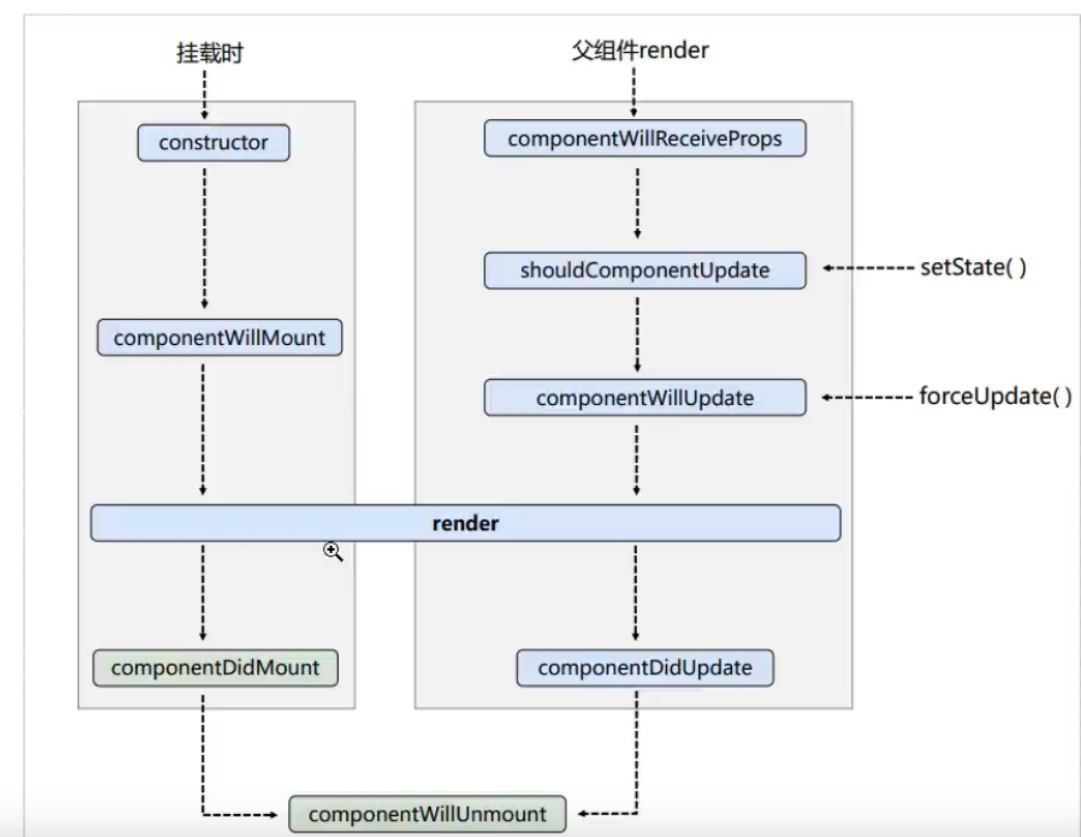 挂载时
父组件render
constructor
componentWillReceiveProps
shouldComponentUpdate
setState( )
componentWillMount
componentWillUpdate
forceUpdate( )
render
componentDidMount
componentDidUpdate
componentWillUnmount